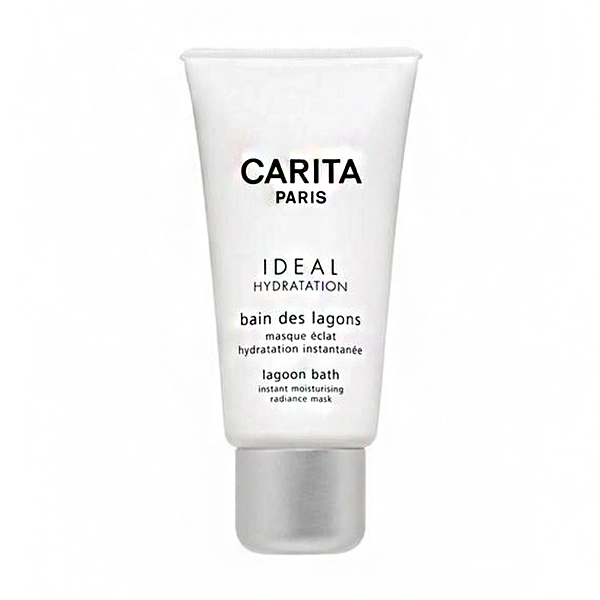 CARITA
PARIS
IDEAL
HYDRATATION
bain des lagons
masque éclat
hydratation instantanée
lagoon bath
instant moisturising
radiance mask